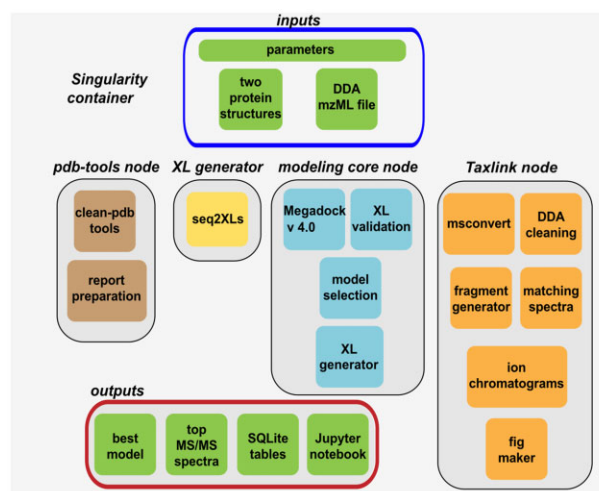 inputs
parameters
Singularity
container
two
protein
structures
DDA
mzML file
pdb-tools node
clean-pdb
tools
report
preparation
XL generator
seq2XLs
modeling core node
Megadock
v 4.0
XL
validation
model
selection
XL
generator
Taxlink node
msconvert
DDA
cleaning
fragment
generator
matching
spectra
ion
chromatograms
fig
maker
outputs
best
model
top
MS/MS
spectra
SQLite
tables
Jupyter
notebook